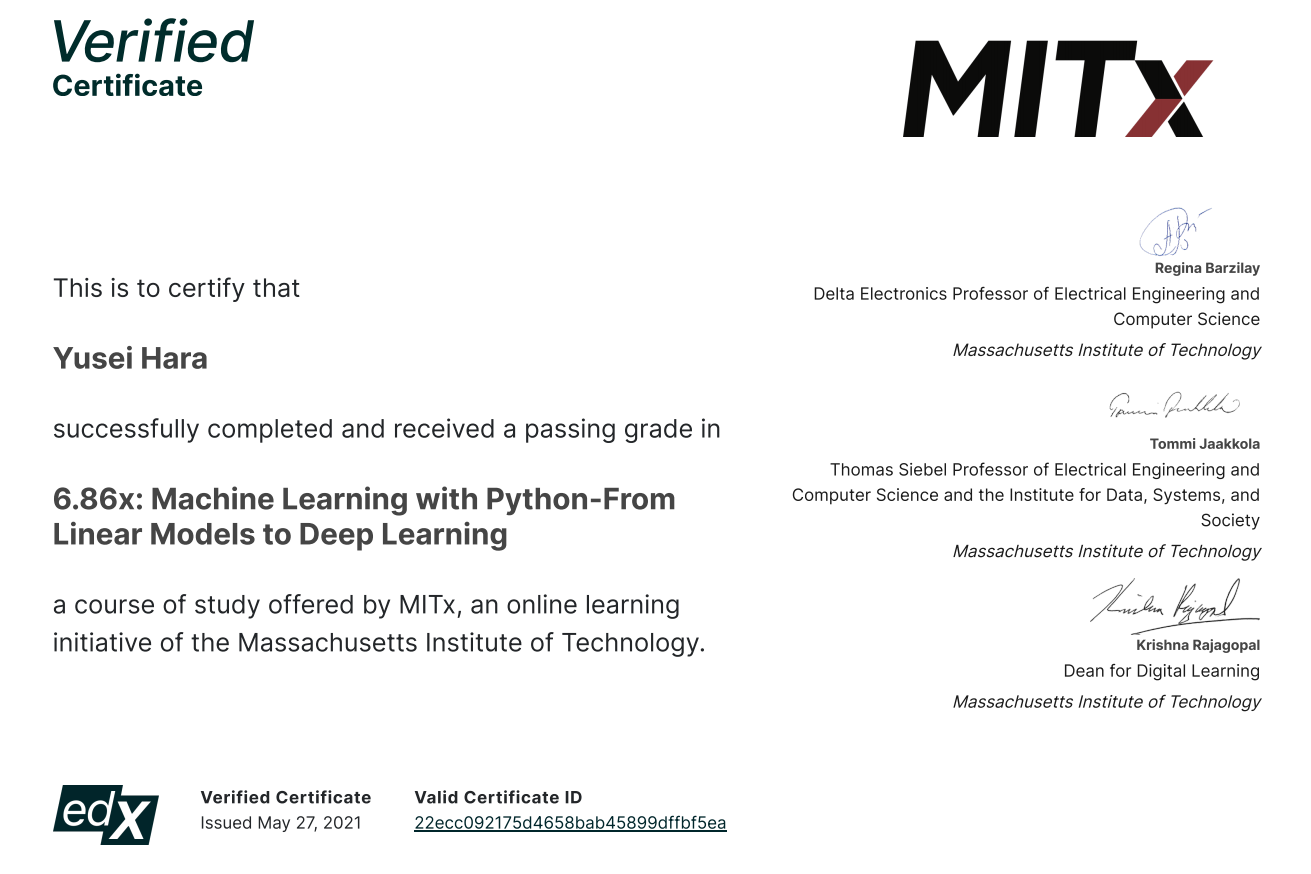 Verified
Certificate
MITx
This is to certify that
Yusei Hara
successfully completed and received a passing grade in
6.86x: Machine Learning with Python-From
Linear Models to Deep Learning
a course of study offered by MITx, an online learning
initiative of the Massachusetts Institute of Technology.
Regina Barzilay
Delta Electronics Professor of Electrical Engineering and
Computer Science
Massachusetts Institute of Technology
Tommi Jaakkola
Thomas Siebel Professor of Electrical Engineering and
Computer Science and the Institute for Data, Systems, and
Society
Massachusetts Institute of Technology
Krishna Rajagopal
Dean for Digital Learning
Massachusetts Institute of Technology
edX
Verified Certificate
Issued May 27, 2021
Valid Certificate ID
22ecc092175d4658bab45899dffbf5ea